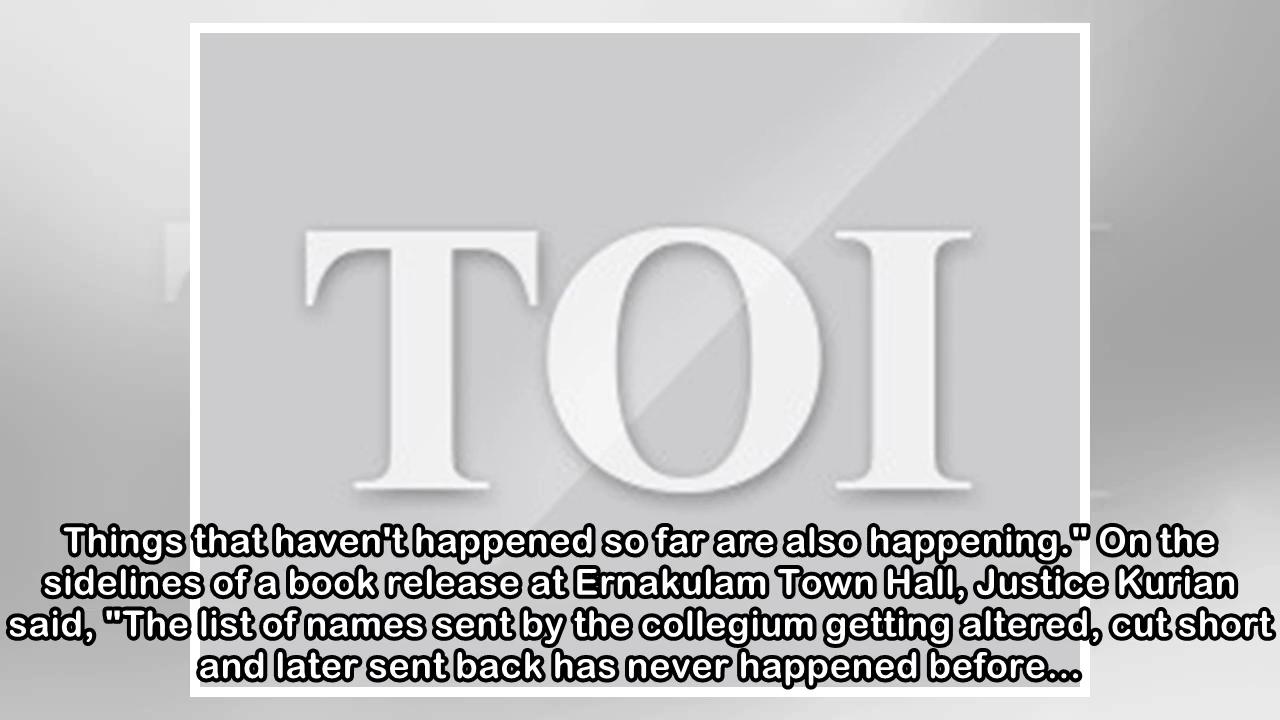 TOI
Things that haven't happened so far are also happening." On the
sidelines of a book release at Ernakulam Town Hall, Justice Kurian
said, "The list of names sent by the collegium getting altered, cut short
and later sent back has never happened before...